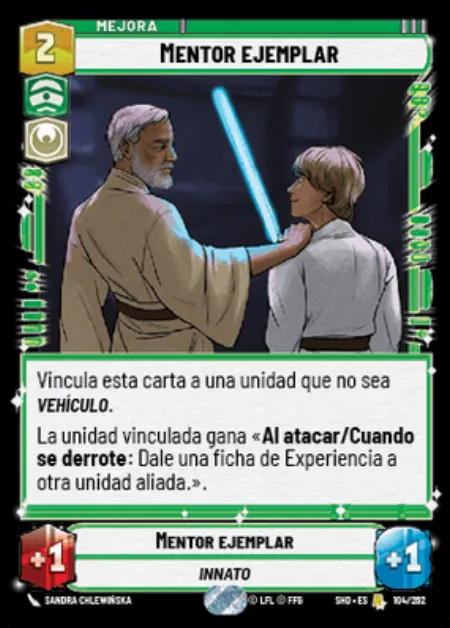 MEJORA
2
MENTOR EJEMPLAR
Vincula esta carta a una unidad que no sea
VEHÍCULO.
La unidad vinculada gana «Al atacar/Cuando
se derrote: Dale una ficha de Experiencia a
otra unidad aliada.».
+1
MENTOR EJEMPLAR
+1
INNATO
SANDRA CHLEWIŃSKA
© LFL © FFG
SHD • ES
104/262